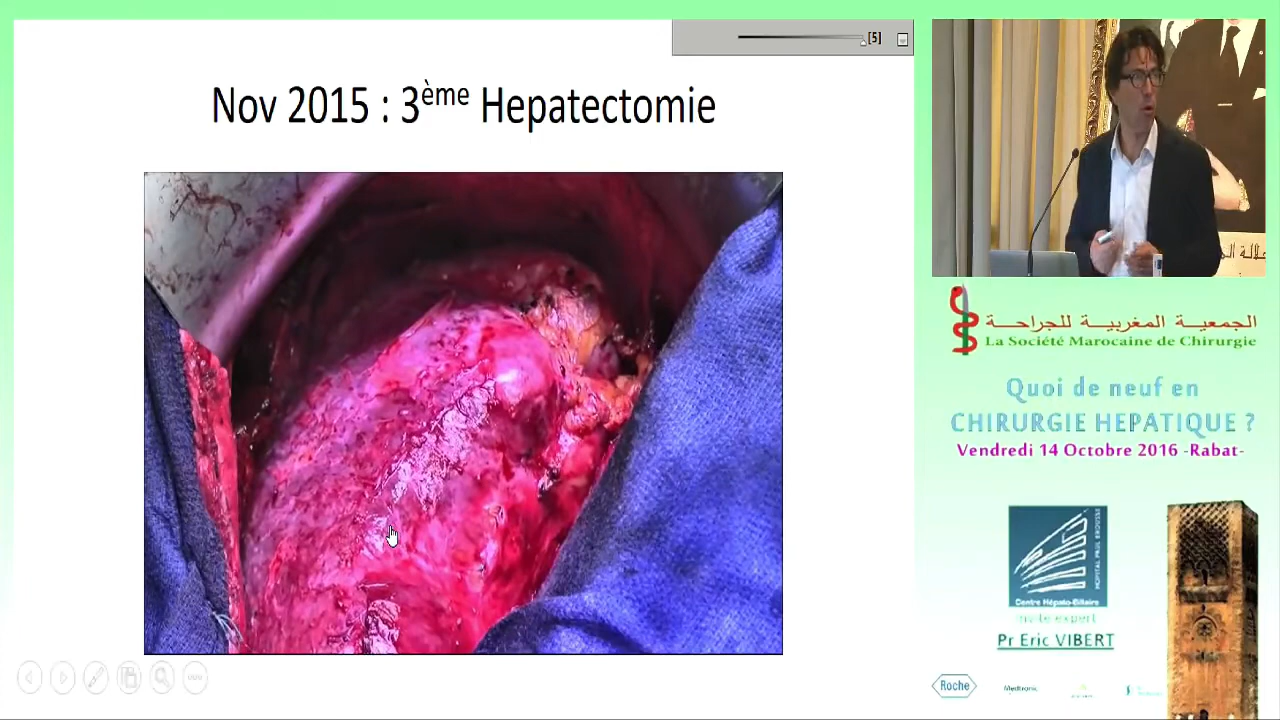 [5]
Nov 2015 : 3ème Hepatectomie
الجمعية المغربية للجراحة
La Société Marocaine de Chirurgie
Quoi de neuf en
CHIRURGIE HEPATIQUE ?
Vendredi 14 Octobre 2016 -Rabat-
HOPITAL PAUL BROUSSE
Centre Hépato-Biliaire
Invité expert
Pr Eric VIBERT
Roche
Medtronic